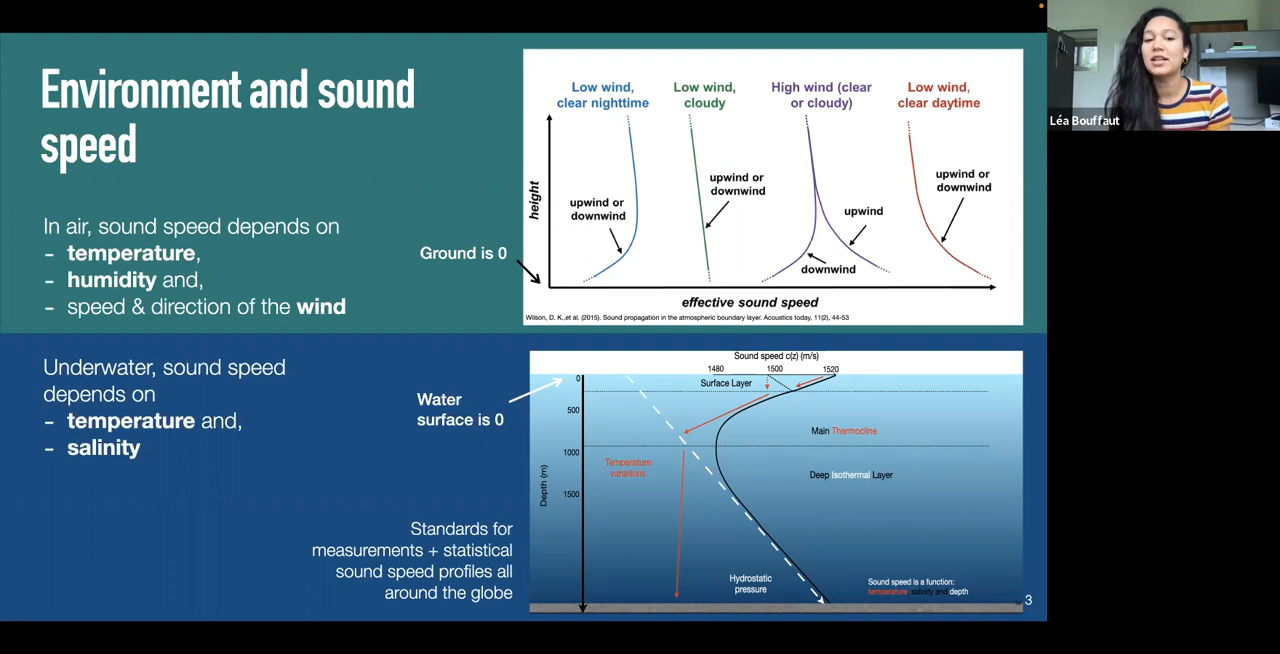 Environment and sound
speed
In air, sound speed depends on
- temperature,
- humidity and,
- speed & direction of the wind
Ground is 0
Low wind,
clear nighttime
Low wind,
cloudy
High wind (clear
or cloudy)
Low wind,
clear daytime
height
upwind or
downwind
upwind or
downwind
upwind
downwind
upwind or
downwind
effective sound speed
Wilson, D. K.,et al. (2015). Sound propagation in the atmospheric boundary layer. Acoustics today, 11(2), 44-53
Underwater, sound speed
depends on
- temperature and,
- salinity
Water
surface is 0
Standards for
measurements + statistical
sound speed profiles all
around the globe
Sound speed c(z) (m/s)
1480 1500 1520
0
500
1000
1500
Depth (m)
Surface Layer
Main Thermocline
Temperature
variations
Deep Isothermal Layer
Hydrostatic
pressure
Sound speed is a function:
temperature salinity and depth
3
Léa Bouffaut